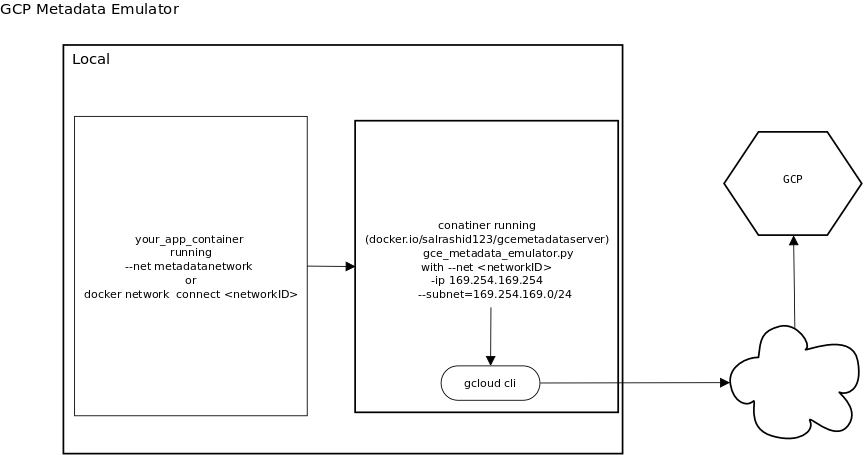 GCP Metadata Emulator
Local
your_app_container
running
--net metadatanetwork
or
docker network  connect <networkID>
conatiner running
(docker.io/salrashid123/gcemetadataserver)
gce_metadata_emulator.py
with --net <networkID>
-ip 169.254.169.254
--subnet=169.254.169.0/24
gcloud cli
GCP